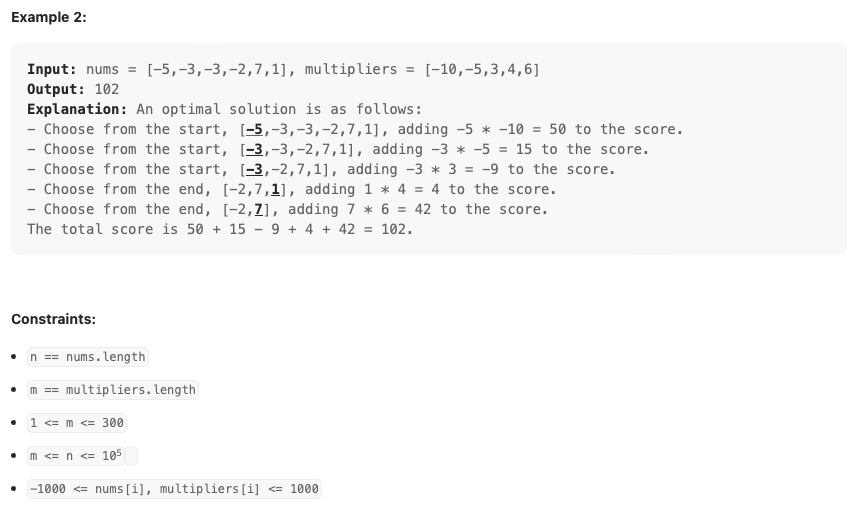 Example 2:
Input: nums = [-5,-3,-3,-2,7,1], multipliers = [-10,-5,3,4,6]
Output: 102
Explanation: An optimal solution is as follows:
- Choose from the start, [-5,-3,-3,-2,7,1], adding -5 * -10 = 50 to the score.
- Choose from the start, [-3,-3,-2,7,1], adding -3 * -5 = 15 to the score.
- Choose from the start, [-3,-2,7,1], adding -3 * 3 = -9 to the score.
- Choose from the end, [-2,7,1], adding 1 * 4 = 4 to the score.
- Choose from the end, [-2,7], adding 7 * 6 = 42 to the score.
The total score is 50 + 15 - 9 + 4 + 42 = 102.
Constraints:
• n == nums.length
• m == multipliers.length
• 1 <= m <= 300
• m <= n <= 10⁵
• -1000 <= nums[i], multipliers[i] <= 1000